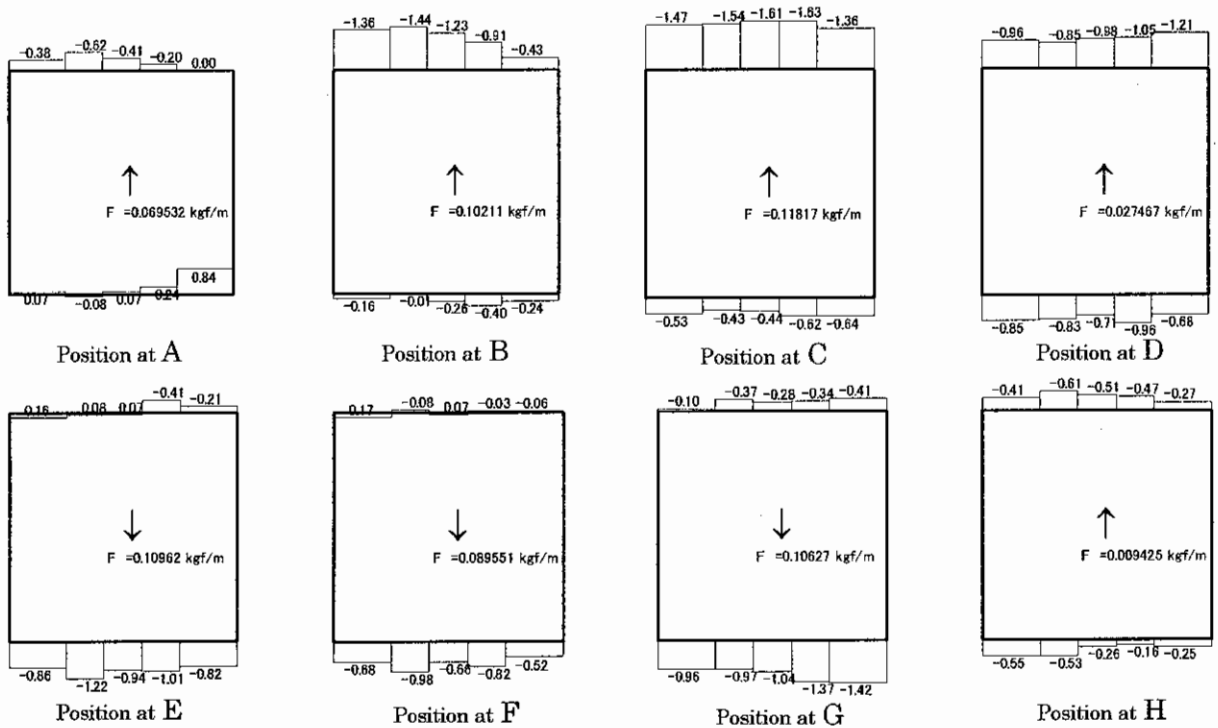 -0.38 -0.62 -0.41 -0.20 0.00
F =0.069532 kgf/m
0.07 -0.08 0.07 0.24 0.84
Position at A
-1.36 -1.44 -1.23 -0.91 -0.43
F =0.10211 kgf/m
-0.16 -0.01 -0.26 -0.40 -0.24
Position at B
-1.47 -1.54 -1.61 -1.63 -1.36
F =0.11817 kgf/m
-0.53 -0.43 -0.44 -0.62 -0.64
Position at C
-0.96 -0.85 -0.98 -1.05 -1.21
F =0.027467 kgf/m
-0.85 -0.83 -0.71 -0.96 -0.68
Position at D
0.16 0.08 0.07 -0.41 -0.21
F =0.10962 kgf/m
-0.86 -1.22 -0.94 -1.01 -0.82
Position at E
0.17 -0.08 0.07 -0.03 -0.06
F =0.089551 kgf/m
-0.88 -0.98 -0.66 -0.82 -0.52
Position at F
-0.10 -0.37 -0.28 -0.34 -0.41
F =0.10627 kgf/m
-0.96 -0.97 -1.04 -1.37 -1.42
Position at G
-0.41 -0.61 -0.51 -0.47 -0.27
F =0.009425 kgf/m
-0.55 -0.53 -0.26 -0.16 -0.25
Position at H